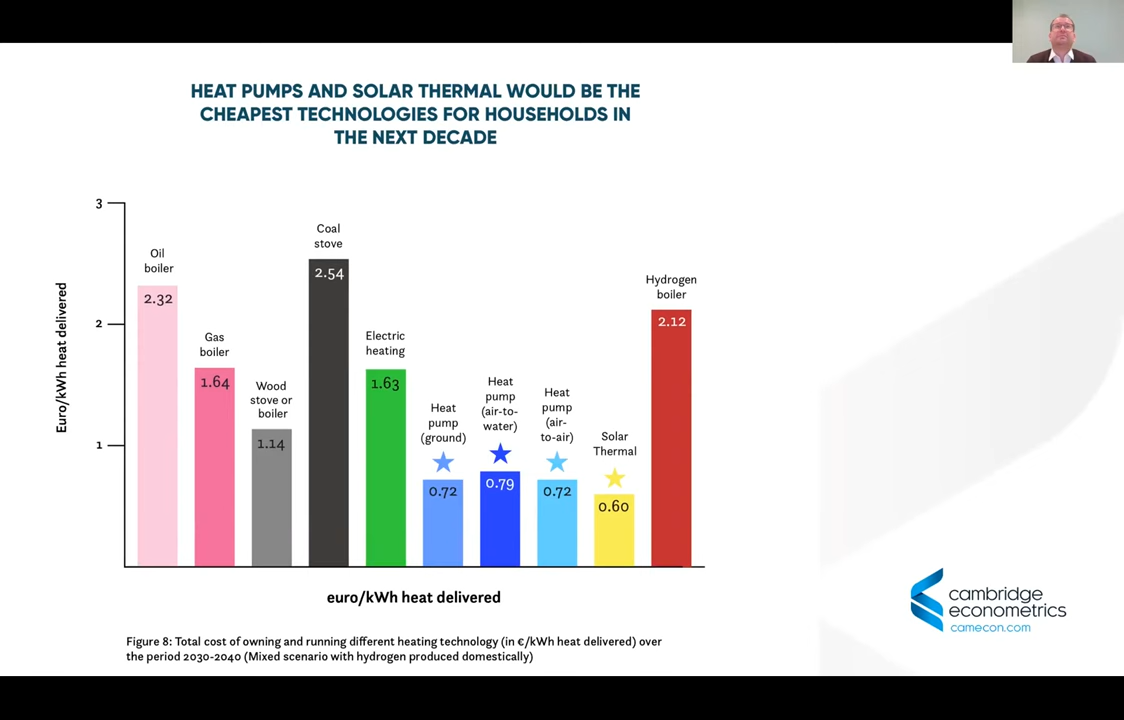 HEAT PUMPS AND SOLAR THERMAL WOULD BE THE
CHEAPEST TECHNOLOGIES FOR HOUSEHOLDS IN
THE NEXT DECADE
Euro/kWh heat delivered
3
2
1
Oil
boiler
2.32
Gas
boiler
1.64
Wood
stove or
boiler
1.14
Coal
stove
2.54
Electric
heating
1.63
Heat
pump
(ground)
0.72
Heat
pump
(air-to-
water)
0.79
Heat
pump
(air-
to-air)
0.72
Solar
Thermal
0.60
Hydrogen
boiler
2.12
euro/kWh heat delivered
Figure 8: Total cost of owning and running different heating technology (in €/kWh heat delivered) over
the period 2030-2040 (Mixed scenario with hydrogen produced domestically)
cambridge
econometrics
camecon.com